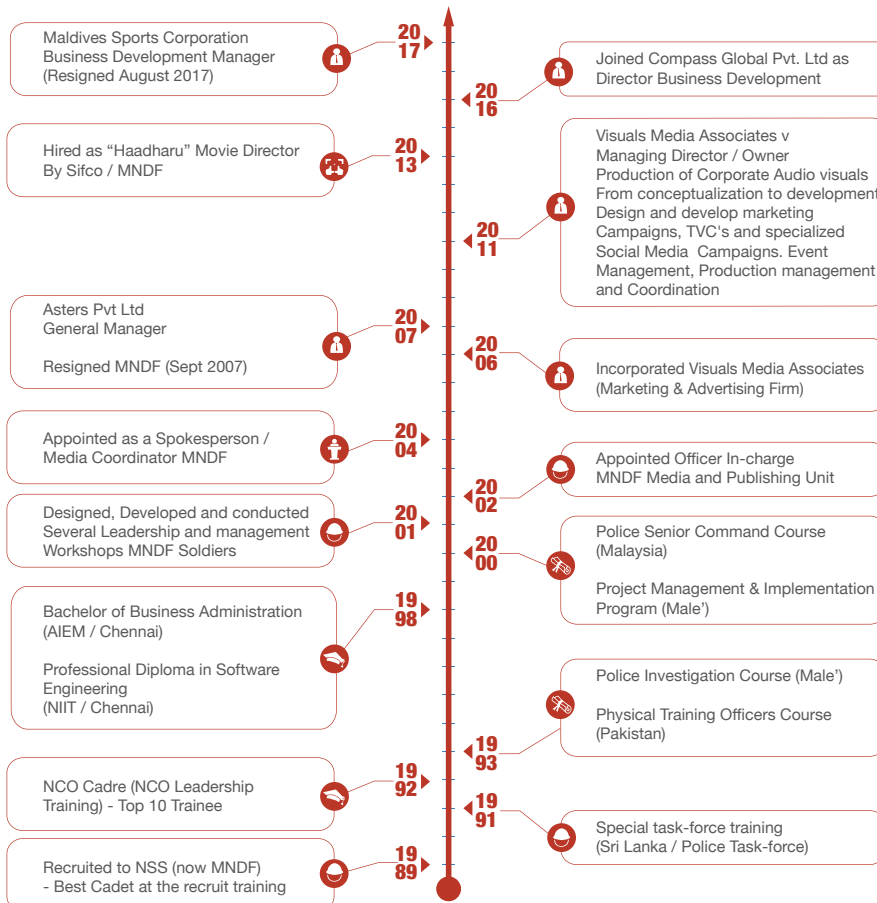 Maldives Sports Corporation
Business Development Manager
(Resigned August 2017)
20
17
Joined Compass Global Pvt. Ltd as
Director Business Development
20
16
Hired as “Haadharu” Movie Director
By Sifco / MNDF
20
13
Visuals Media Associates v
Managing Director / Owner
Production of Corporate Audio visuals
From conceptualization to development
Design and develop marketing
Campaigns, TVC's and specialized
Social Media Campaigns. Event
Management, Production management
and Coordination
20
11
Asters Pvt Ltd
General Manager
Resigned MNDF (Sept 2007)
20
07
20
06
Incorporated Visuals Media Associates
(Marketing & Advertising Firm)
Appointed as a Spokesperson /
Media Coordinator MNDF
20
04
Appointed Officer In-charge
MNDF Media and Publishing Unit
20
02
Designed, Developed and conducted
Several Leadership and management
Workshops MNDF Soldiers
20
01
20
00
Police Senior Command Course
(Malaysia)
Project Management & Implementation
Program (Male’)
Bachelor of Business Administration
(AIEM / Chennai)
Professional Diploma in Software
Engineering
(NIIT / Chennai)
19
98
Police Investigation Course (Male’)
Physical Training Officers Course
(Pakistan)
19
93
NCO Cadre (NCO Leadership
Training) - Top 10 Trainee
19
92
19
91
Special task-force training
(Sri Lanka / Police Task-force)
Recruited to NSS (now MNDF)
- Best Cadet at the recruit training
19
89